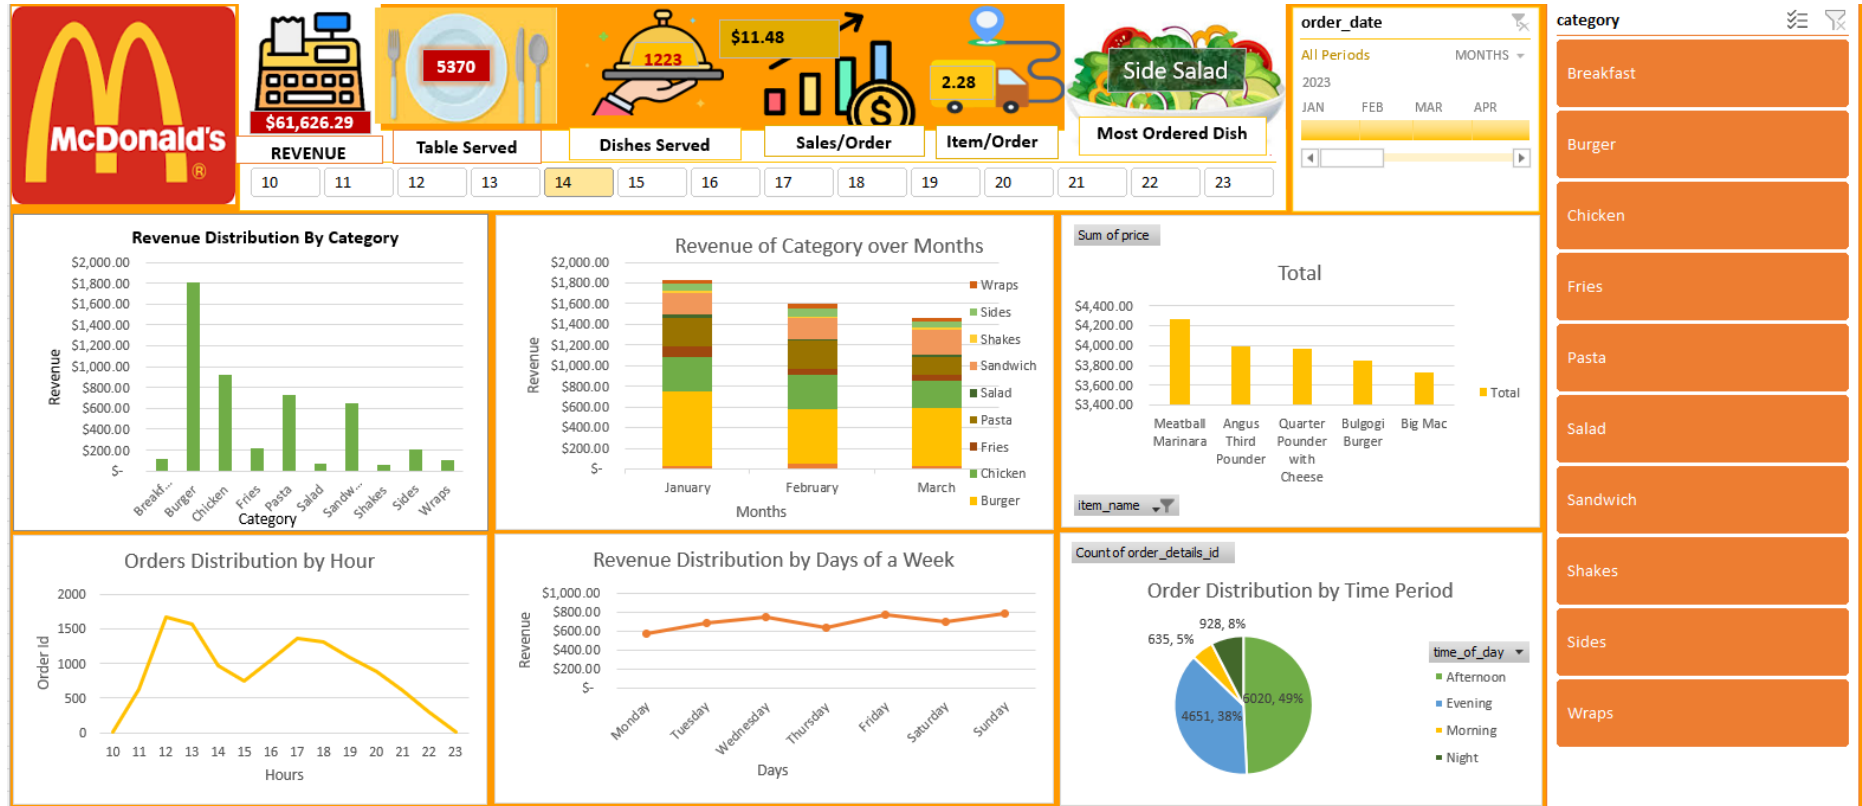 McDonald's
®
$61,626.29
REVENUE
5370
Table Served
1223
Dishes Served
$11.48
Sales/Order
2.28
Item/Order
Side Salad
Most Ordered Dish
10 11 12 13 14 15 16 17 18 19 20 21 22 23
order_date
All Periods MONTHS
2023
JAN FEB MAR APR
category
Breakfast
Burger
Chicken
Fries
Pasta
Salad
Sandwich
Shakes
Sides
Wraps
Revenue Distribution By Category
Revenue
$2,000.00
$1,800.00
$1,600.00
$1,400.00
$1,200.00
$1,000.00
$800.00
$600.00
$400.00
$200.00
$-
Breakf... Burger Chicken Fries Pasta Salad Sandw... Shakes Sides Wraps
Category
Revenue of Category over Months
Revenue
$2,000.00
$1,800.00
$1,600.00
$1,400.00
$1,200.00
$1,000.00
$800.00
$600.00
$400.00
$200.00
$-
January February March
Months
Wraps
Sides
Shakes
Sandwich
Salad
Pasta
Fries
Chicken
Burger
Sum of price
Total
$4,400.00
$4,200.00
$4,000.00
$3,800.00
$3,600.00
$3,400.00
Meatball Marinara
Angus Third Pounder
Quarter Pounder with Cheese
Bulgogi Burger
Big Mac
Total
item_name
Orders Distribution by Hour
Order Id
2000
1500
1000
500
0
10 11 12 13 14 15 16 17 18 19 20 21 22 23
Hours
Revenue Distribution by Days of a Week
Revenue
$1,000.00
$800.00
$600.00
$400.00
$200.00
$-
Monday Tuesday Wednesday Thursday Friday Saturday Sunday
Days
Count of order_details_id
Order Distribution by Time Period
928, 8%
635, 5%
6020, 49%
4651, 38%
time_of_day
Afternoon
Evening
Morning
Night